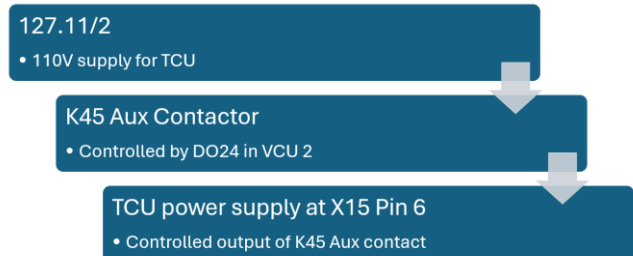 127.11/2
• 110V supply for TCU
K45 Aux Contactor
• Controlled by DO24 in VCU 2
TCU power supply at X15 Pin 6
• Controlled output of K45 Aux contact